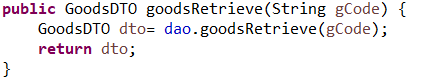 public GoodsDTO goodsRetrieve(String gCode) {
    GoodsDTO dto= dao.goodsRetrieve(gCode);
    return dto;
}